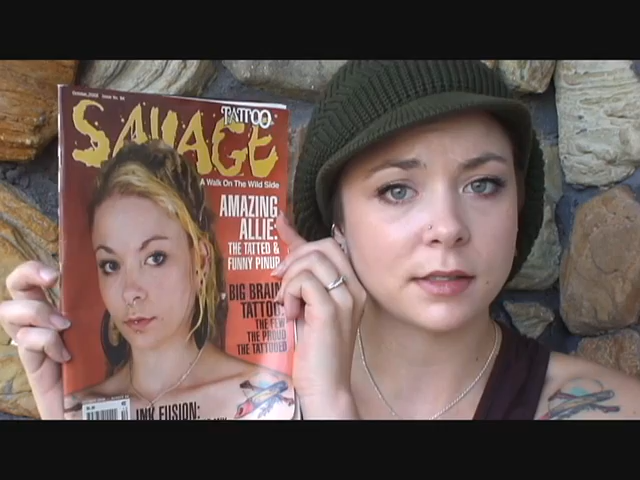 TATTOO
SAVAGE
A Walk On The Wild Side
AMAZING
ALLIE:
THE TATTED &
FUNNY PINUP
BIG BRAIN
TATTOO:
THE FEW
THE PROUD
THE TATTOOED
INK FUSION: